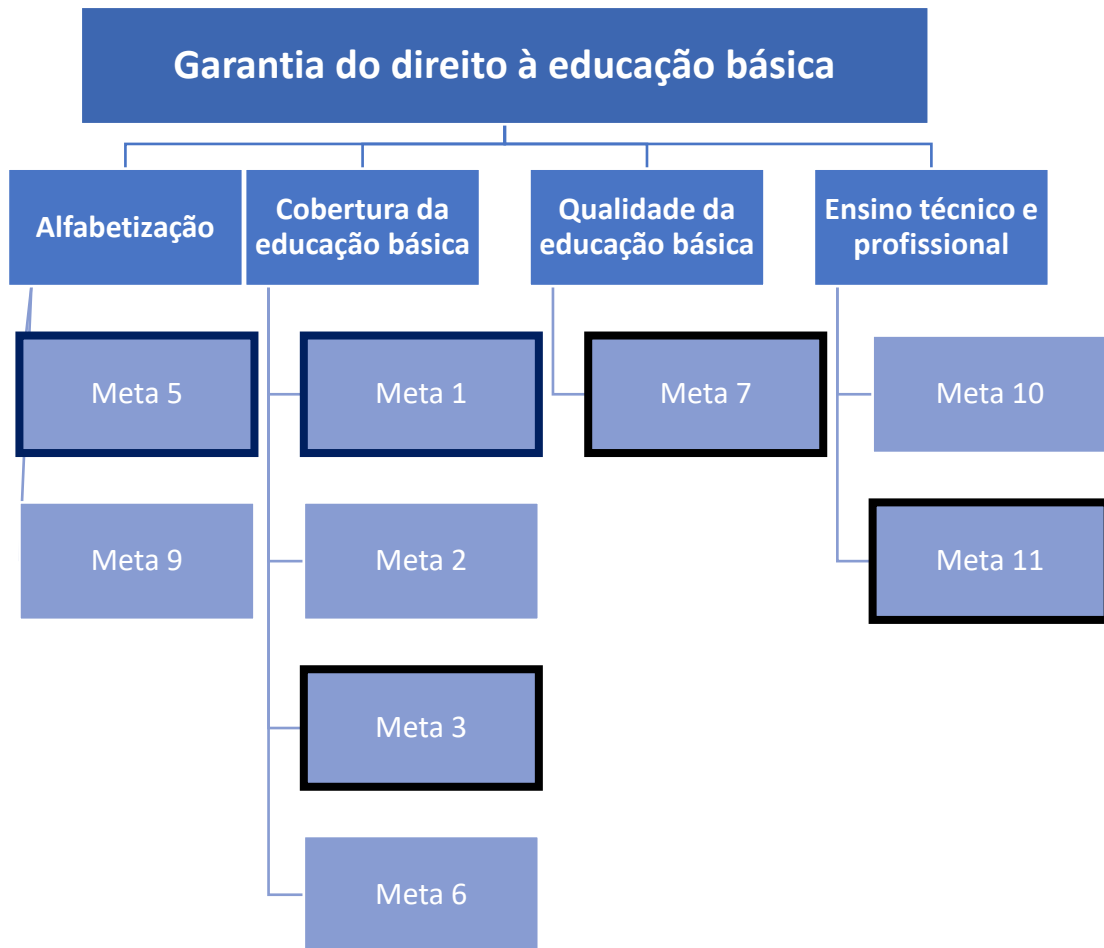 Garantia do direito à educação básica
Alfabetização
Cobertura da
educação básica
Qualidade da
educação básica
Ensino técnico e
profissional
Meta 5
Meta 1
Meta 7
Meta 10
Meta 9
Meta 2
Meta 11
Meta 3
Meta 6